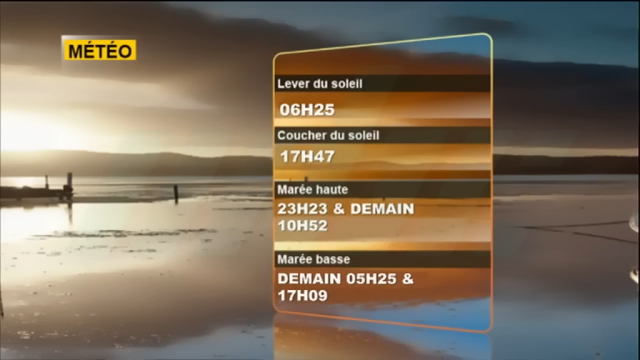 MÉTÉO
Lever du soleil
06H25
Coucher du soleil
17H47
Marée haute
23H23 & DEMAIN
10H52
Marée basse
DEMAIN 05H25 &
17H09